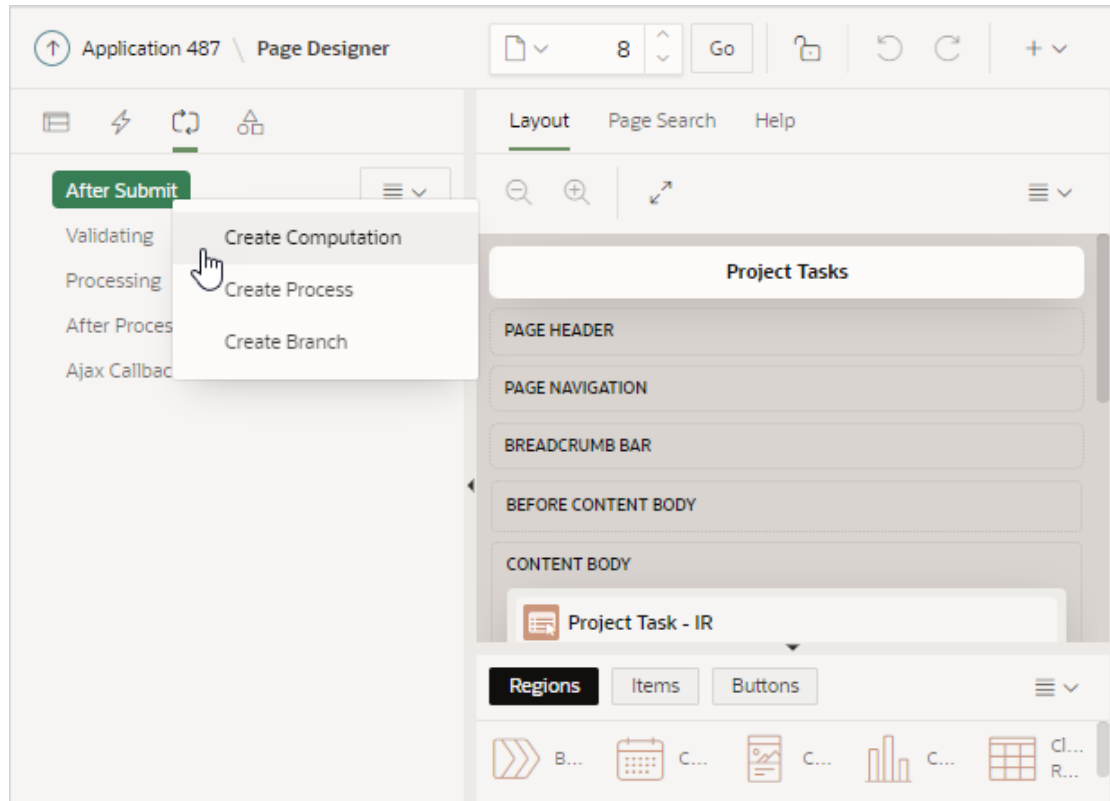 Application 487 \ Page Designer
8
Go
Layout Page Search Help
After Submit
Validating
Processing
After Proces
Ajax Callbac
Create Computation
Create Process
Create Branch
Project Tasks
PAGE HEADER
PAGE NAVIGATION
BREADCRUMB BAR
BEFORE CONTENT BODY
CONTENT BODY
Project Task - IR
Regions Items Buttons
B... C... C... C... Cl...
R...